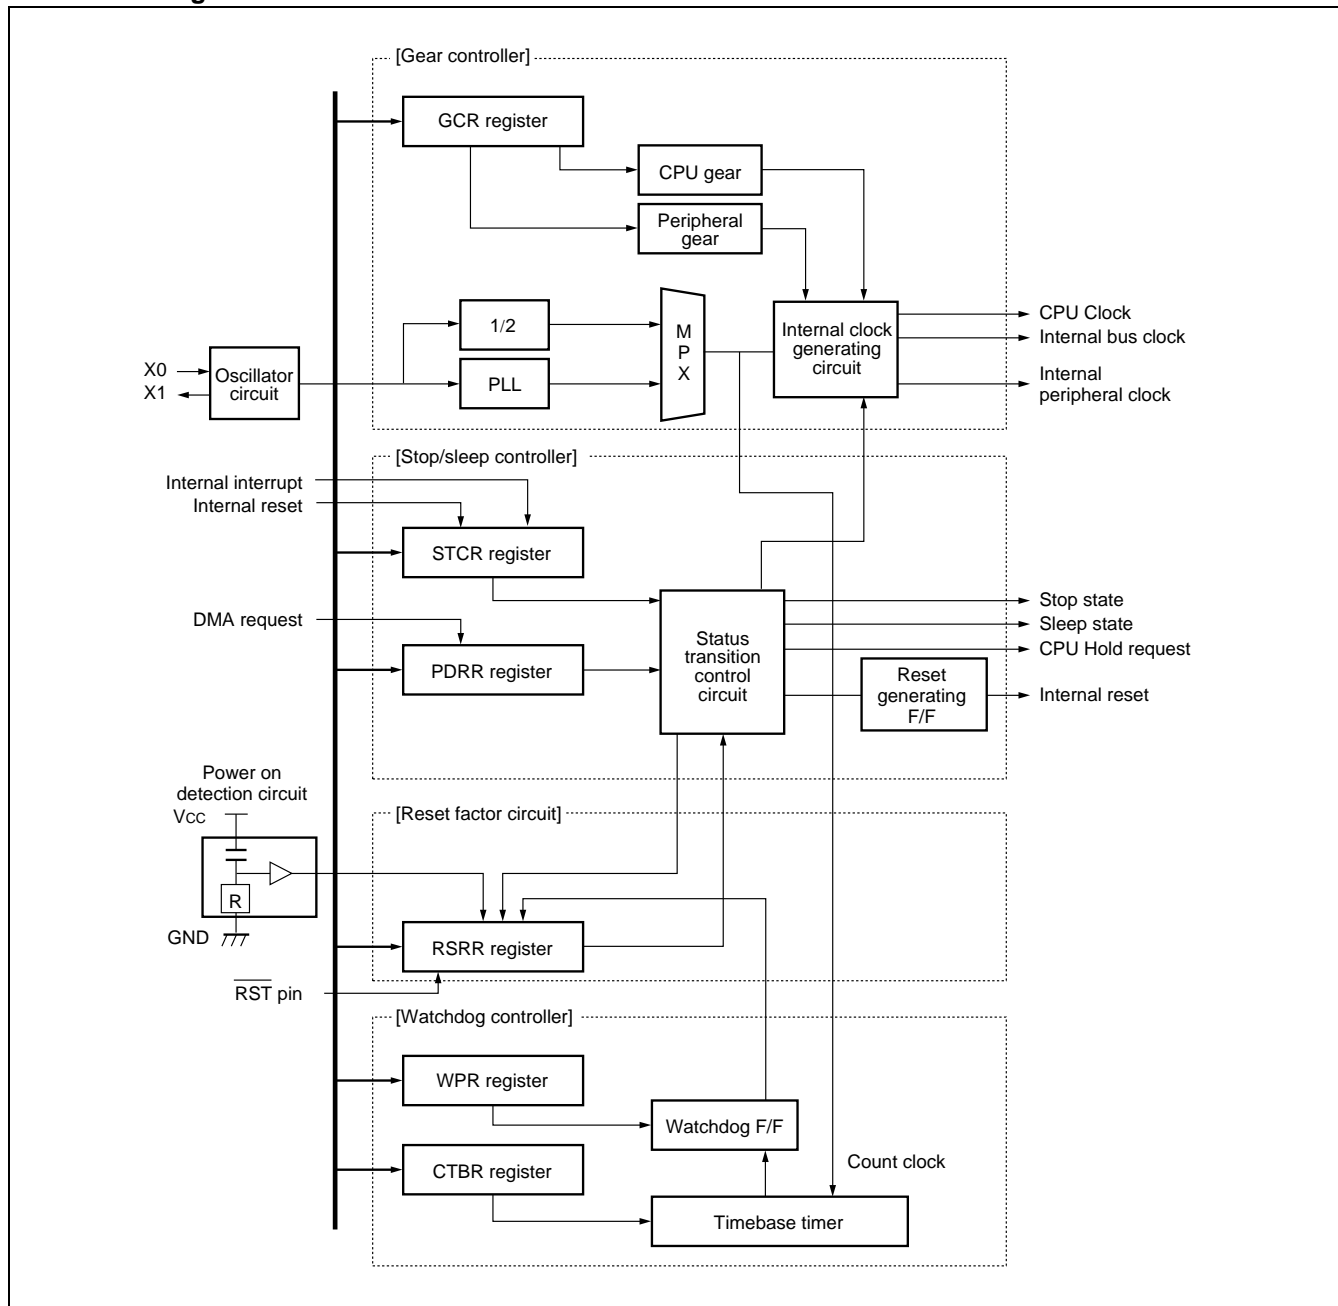 [Gear controller]
GCR register
CPU gear
Peripheral
gear
1/2
PLL
M
P
X
Internal clock
generating
circuit
CPU Clock
Internal bus clock
Internal
peripheral clock
X0
X1
Oscillator
circuit
[Stop/sleep controller]
Internal interrupt
Internal reset
STCR register
DMA request
PDRR register
Status
transition
control
circuit
Stop state
Sleep state
CPU Hold request
Reset
generating
F/F
Internal reset
Power on
detection circuit
VCC
R
GND
[Reset factor circuit]
RSRR register
RST pin
[Watchdog controller]
WPR register
Watchdog F/F
CTBR register
Count clock
Timebase timer